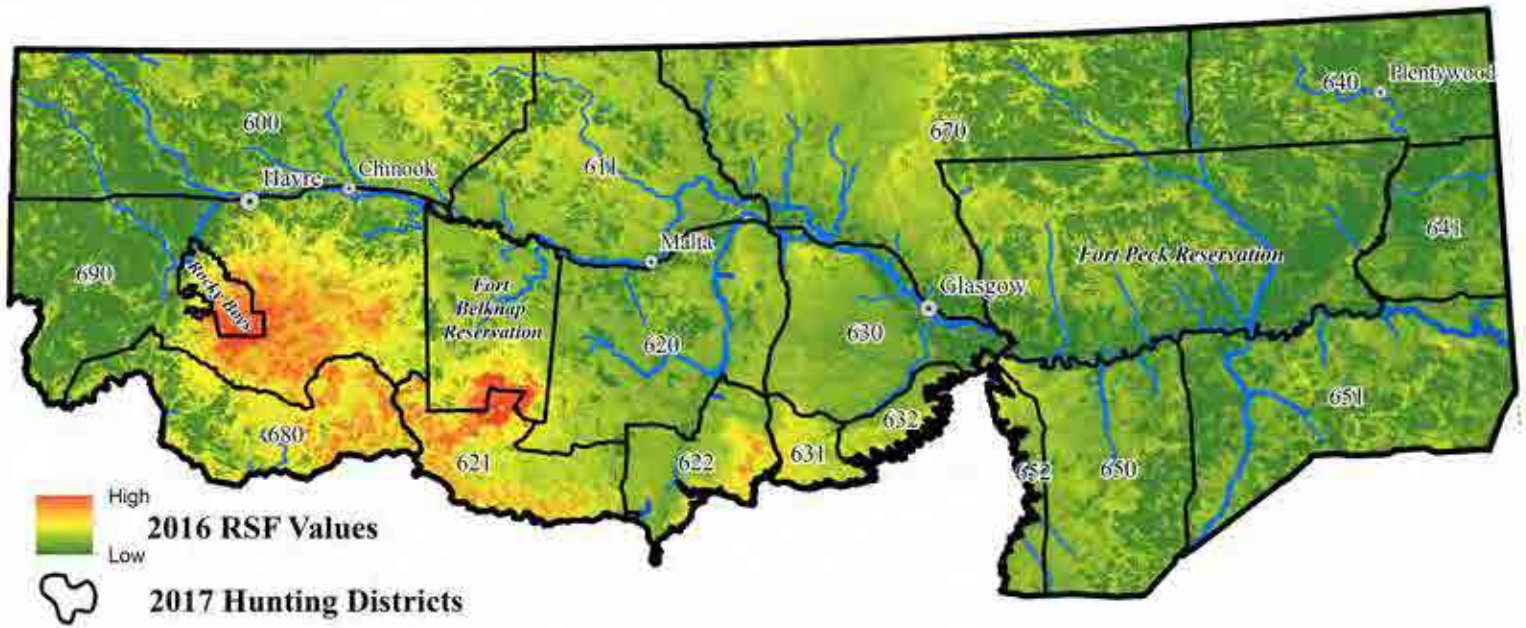 640
Plentywood
600
670
611
Chinook
Havre
641
Malta
Fort Peck Reservation
690
Rocky Boys
Fort
Belknap
Reservation
Glasgow
630
620
651
632
680
631
621
622
652
650
High
2016 RSF Values
Low
2017 Hunting Districts